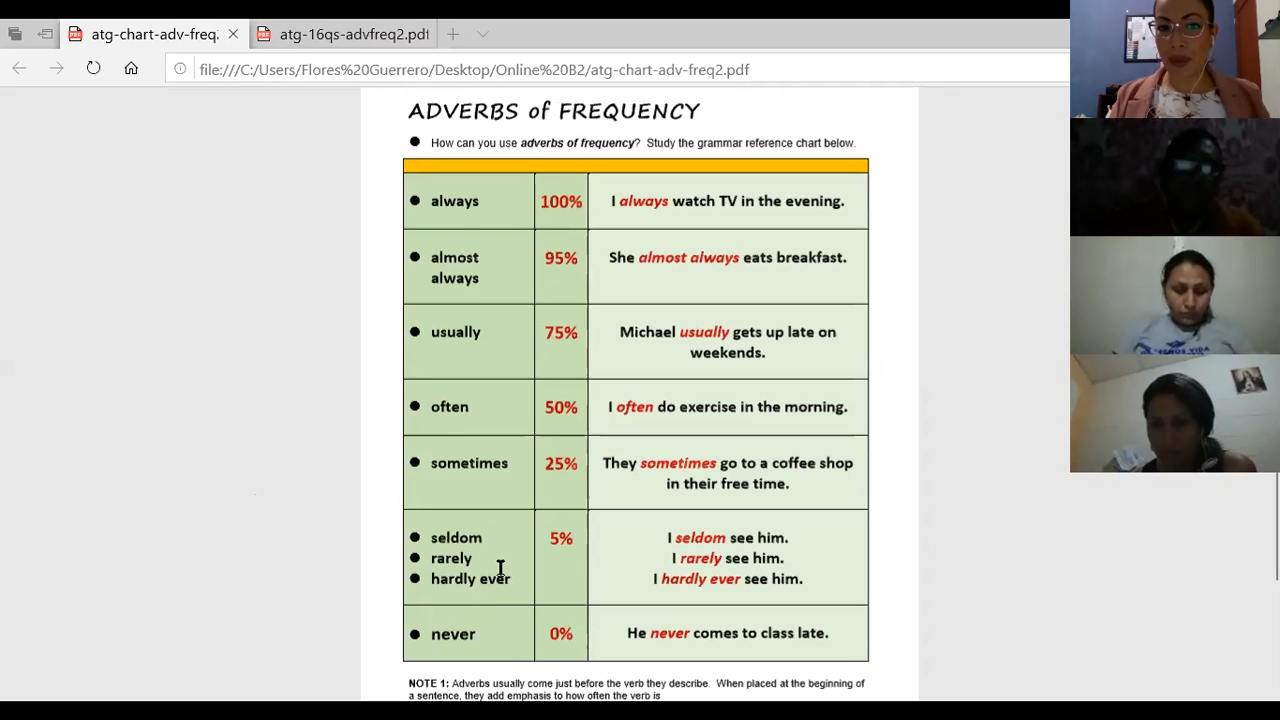 atg-chart-adv-freq.
atg-16qs-advfreq2.pdf
file:///C:/Users/Flores%20Guerrero/Desktop/Online%20B2/atg-chart-adv-freq2.pdf
ADVERBS of FREQUENCY
● How can you use adverbs of frequency? Study the grammar reference chart below.
● always 100% I always watch TV in the evening.
● almost always 95% She almost always eats breakfast.
● usually 75% Michael usually gets up late on
weekends.
● often 50% I often do exercise in the morning.
● sometimes 25% They sometimes go to a coffee shop
in their free time.
● seldom 5% I seldom see him.
● rarely I rarely see him.
● hardly ever I hardly ever see him.
● never 0% He never comes to class late.
NOTE 1: Adverbs usually come just before the verb they describe. When placed at the beginning of
a sentence, they add emphasis to how often the verb is